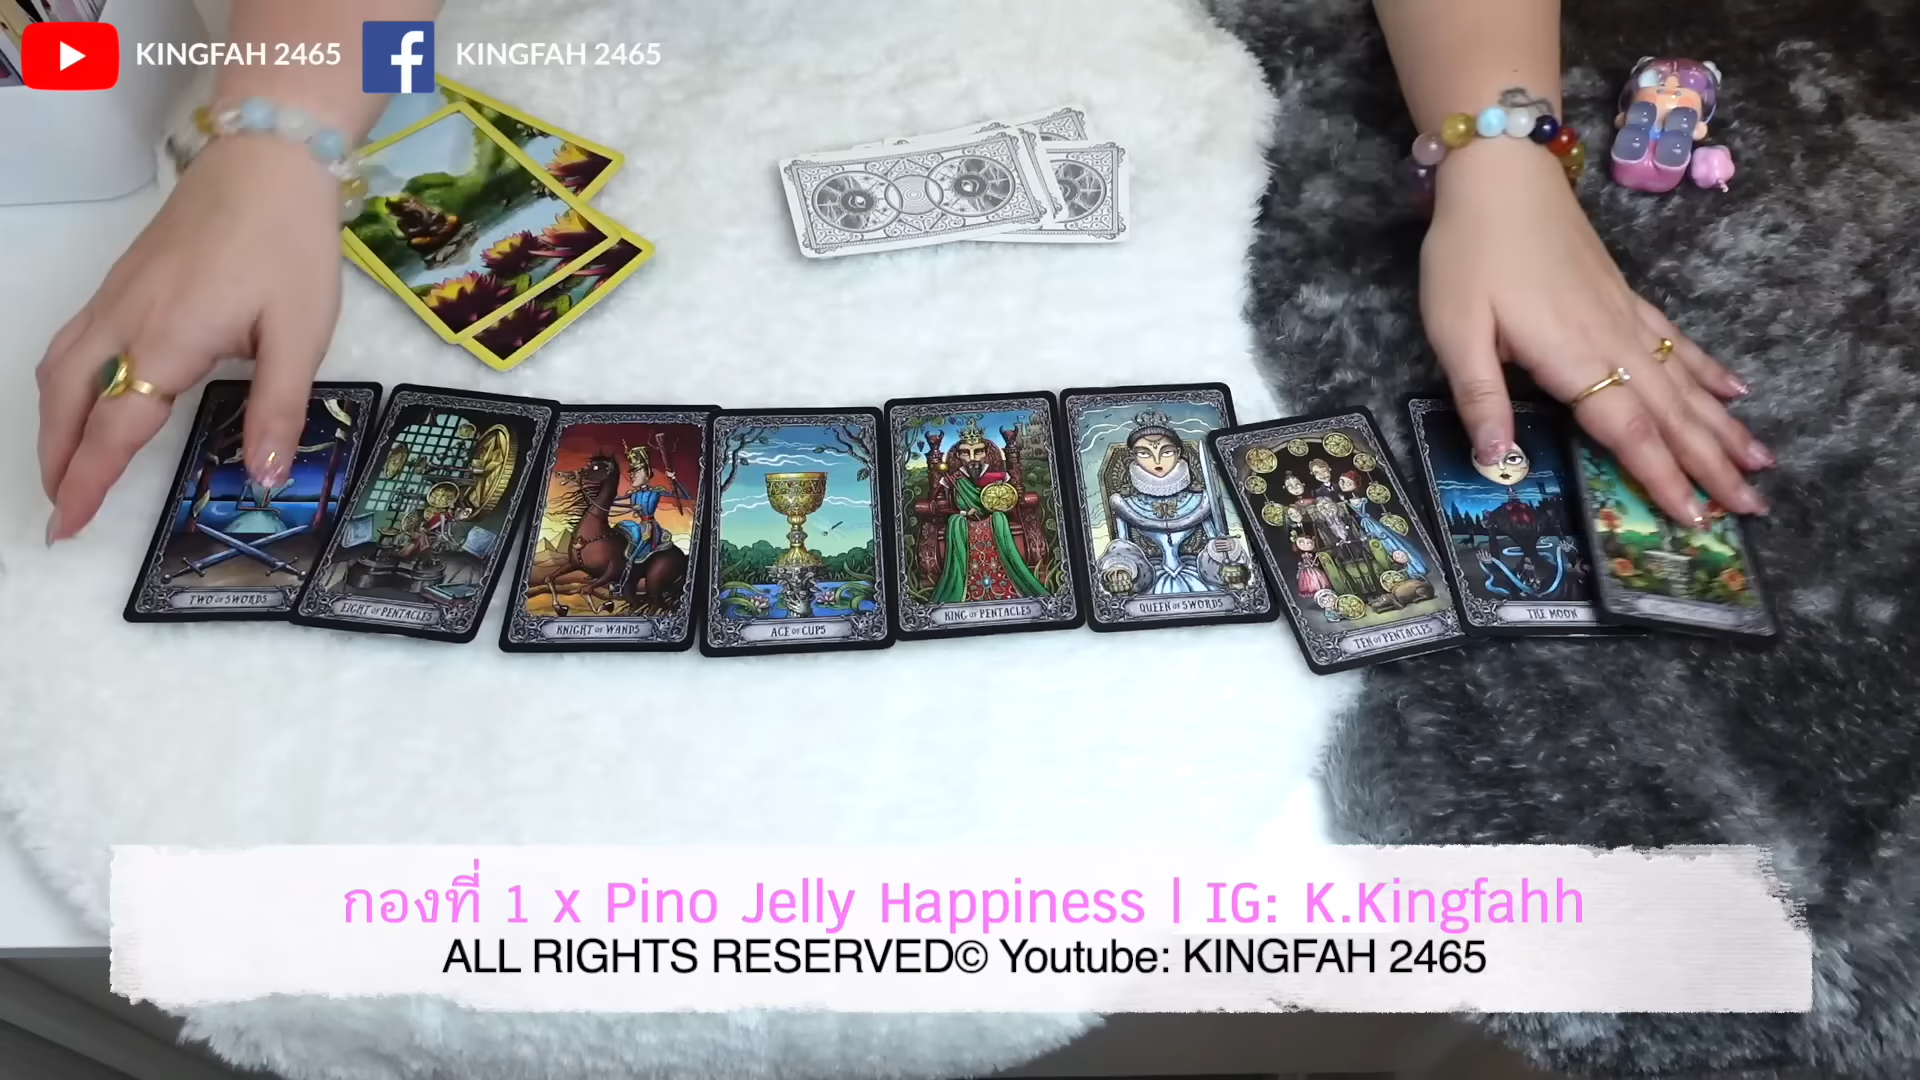 KINGFAH 2465
KINGFAH 2465
TWO OF SWORDS
EIGHT OF PENTACLES
KNIGHT OF WANDS
ACE OF CUPS
KING OF PENTACLES
QUEEN OF SWORDS
TEN OF PENTACLES
THE MOON
กองที่ 1 x Pino Jelly Happiness | IG: K.Kingfahh
ALL RIGHTS RESERVED© Youtube: KINGFAH 2465